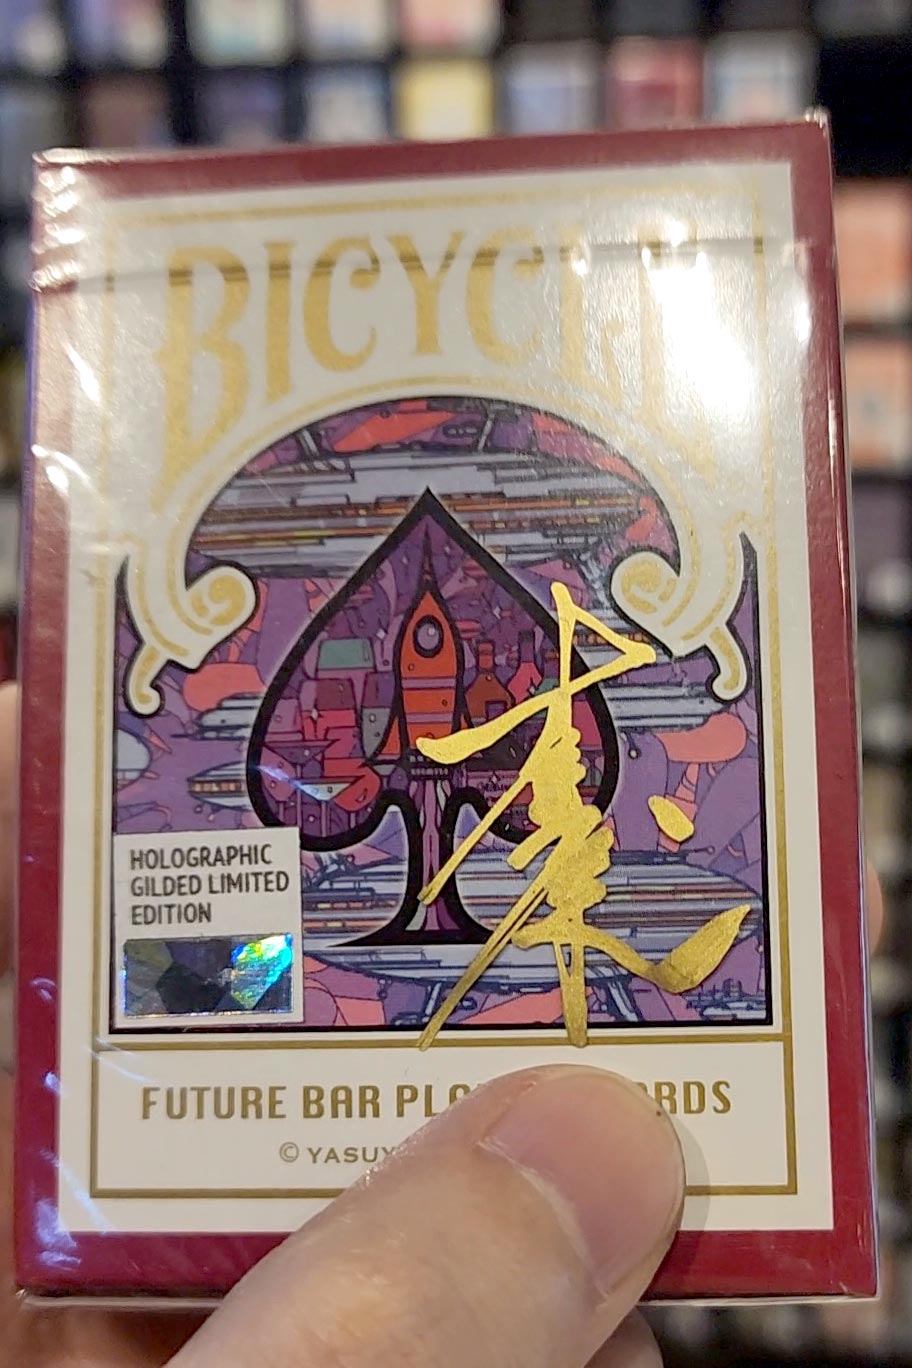 BICYCLE
HOLOGRAPHIC
GILDED LIMITED
EDITION
FUTURE BAR
©